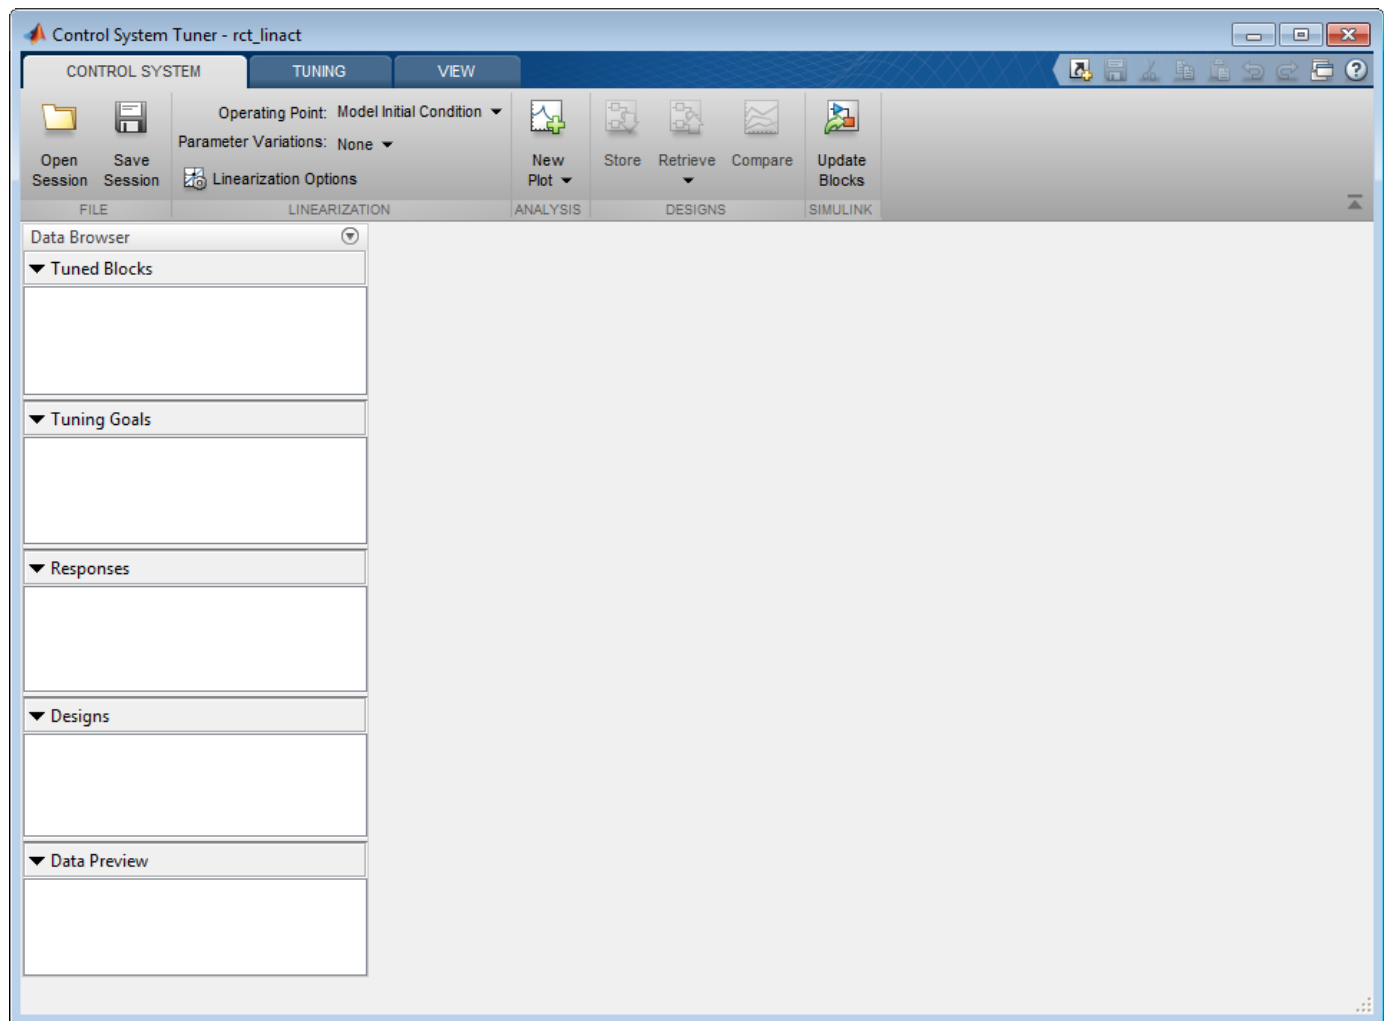 Control System Tuner - rct_linact
CONTROL SYSTEM TUNING VIEW
Operating Point: Model Initial Condition
Parameter Variations: None
Linearization Options
Open Session
Save Session
New Plot
Store
Retrieve
Compare
Update Blocks
FILE LINEARIZATION ANALYSIS DESIGNS SIMULINK
Data Browser
Tuned Blocks
Tuning Goals
Responses
Designs
Data Preview